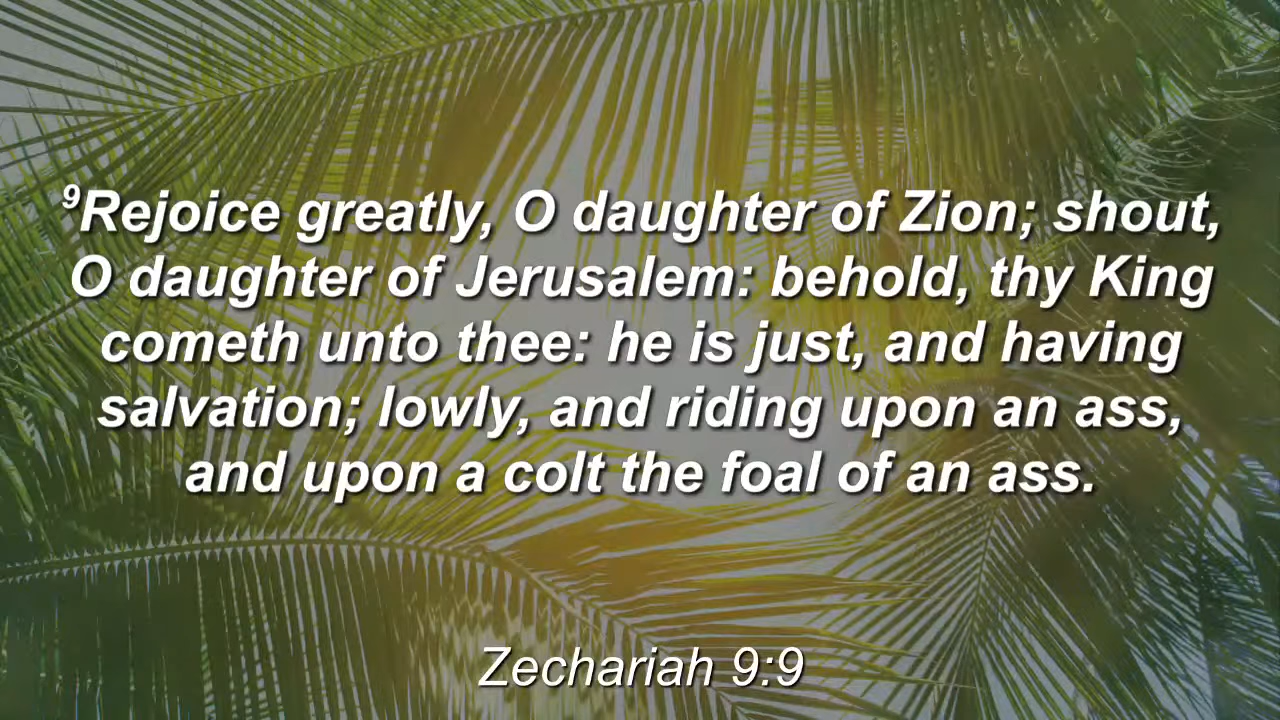 ⁹Rejoice greatly, O daughter of Zion; shout,
O daughter of Jerusalem: behold, thy King
cometh unto thee: he is just, and having
salvation; lowly, and riding upon an ass,
and upon a colt the foal of an ass.
Zechariah 9:9